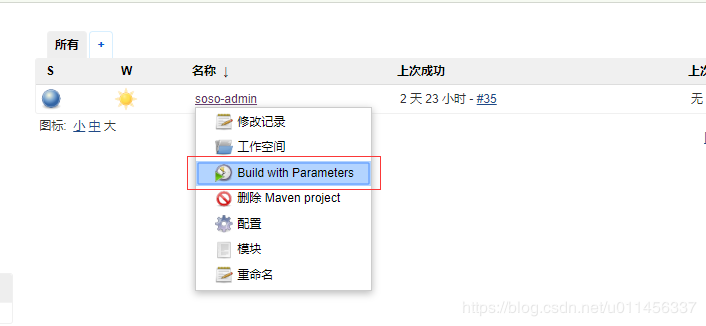 所有 +
S W 名称 ↓ 上次成功 上次
soso-admin 2 天 23 小时 - #35 无
图标: 小 中 大
修改记录
工作空间
Build with Parameters
删除 Maven project
配置
模块
重命名
https://blog.csdn.net/u011456337